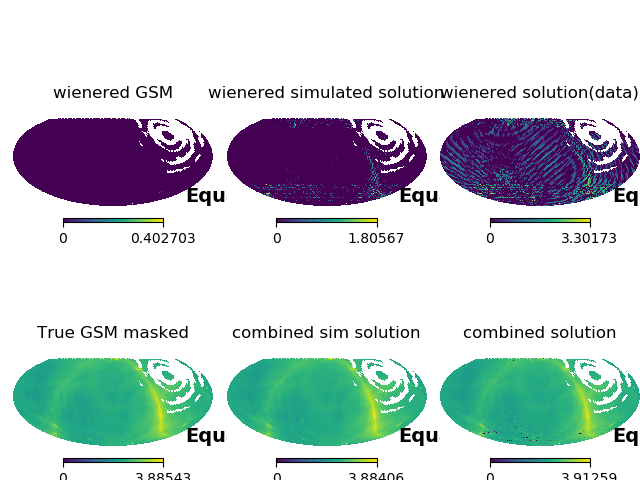 wienered GSM
wienered simulated solution
wienered solution(data)
Equ
Equ
Eq
0
0.402703
0
1.80567
0
3.30173
True GSM masked
combined sim solution
combined solution
Equ
Equ
Eq
0
3.88543
0
3.88406
0
3.91259